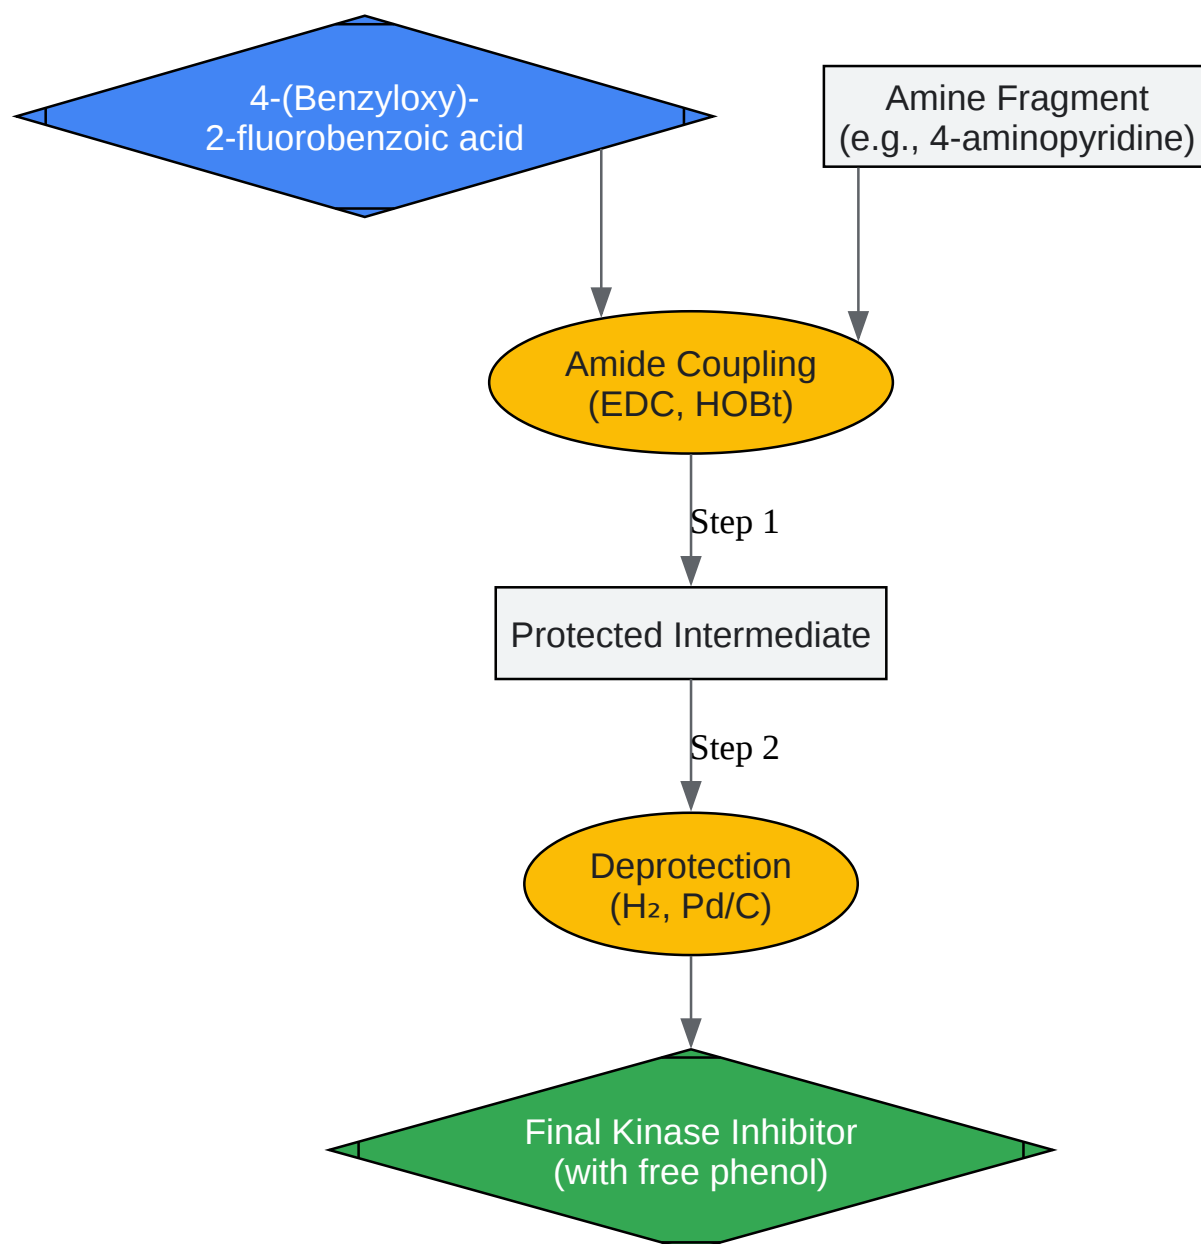 4-(Benzyloxy)-
2-fluorobenzoic acid
Amine Fragment
(e.g., 4-aminopyridine)
Amide Coupling
(EDC, HOBt)
Step 1
Protected Intermediate
Step 2
Deprotection
(H₂, Pd/C)
Final Kinase Inhibitor
(with free phenol)